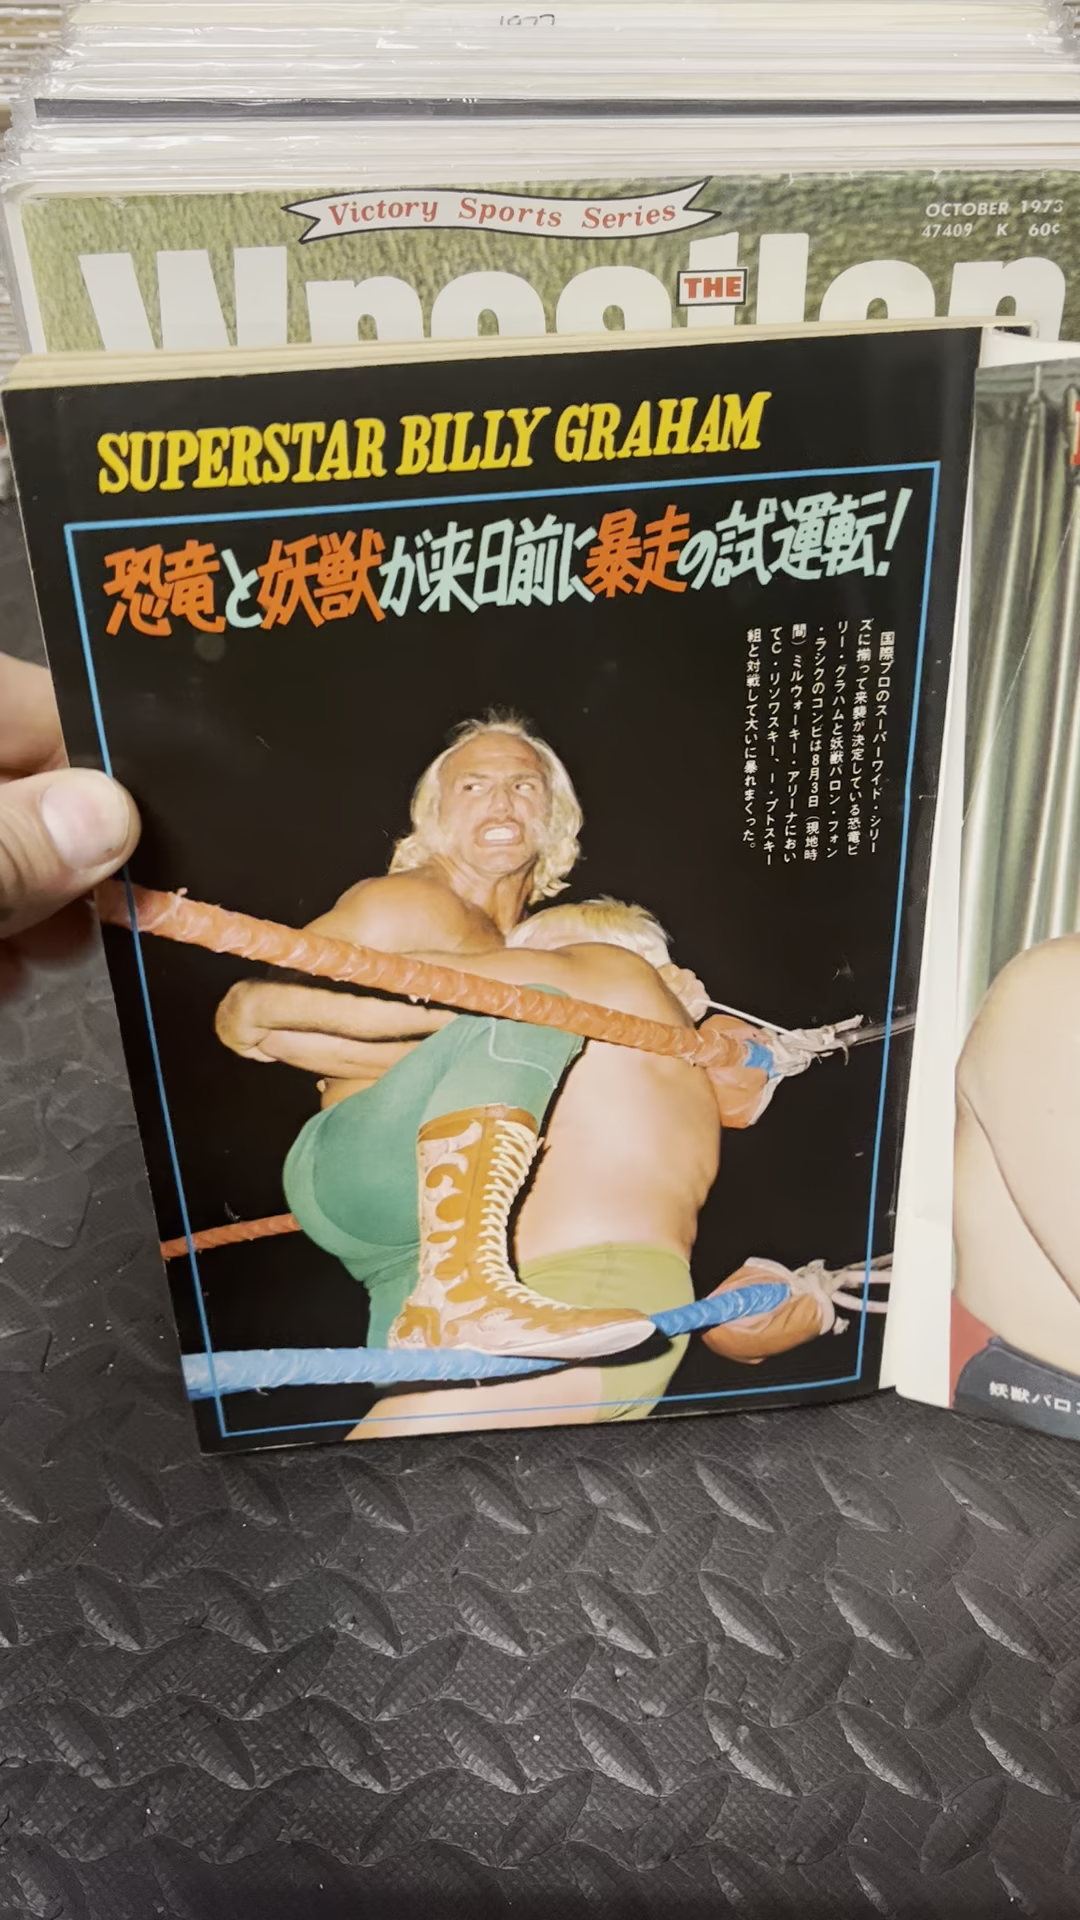 1977
Victory Sports Series
OCTOBER 1973
47409 K 60¢
THE
SUPERSTAR BILLY GRAHAM
恐竜と妖獣が来日前に暴走の試運転!
国際プロのスーパーワイド・シリー
ズに揃って来襲が決定している恐竜ビ
リー・グラハムと妖獣バロン・フォン
・ラシクのコンビは8月3日(現地時
間)ミルウォーキー・アリーナにおい
てC・リソワスキー、I・プトスキー
組と対戦して大いに暴れまくった。
妖獣バロン